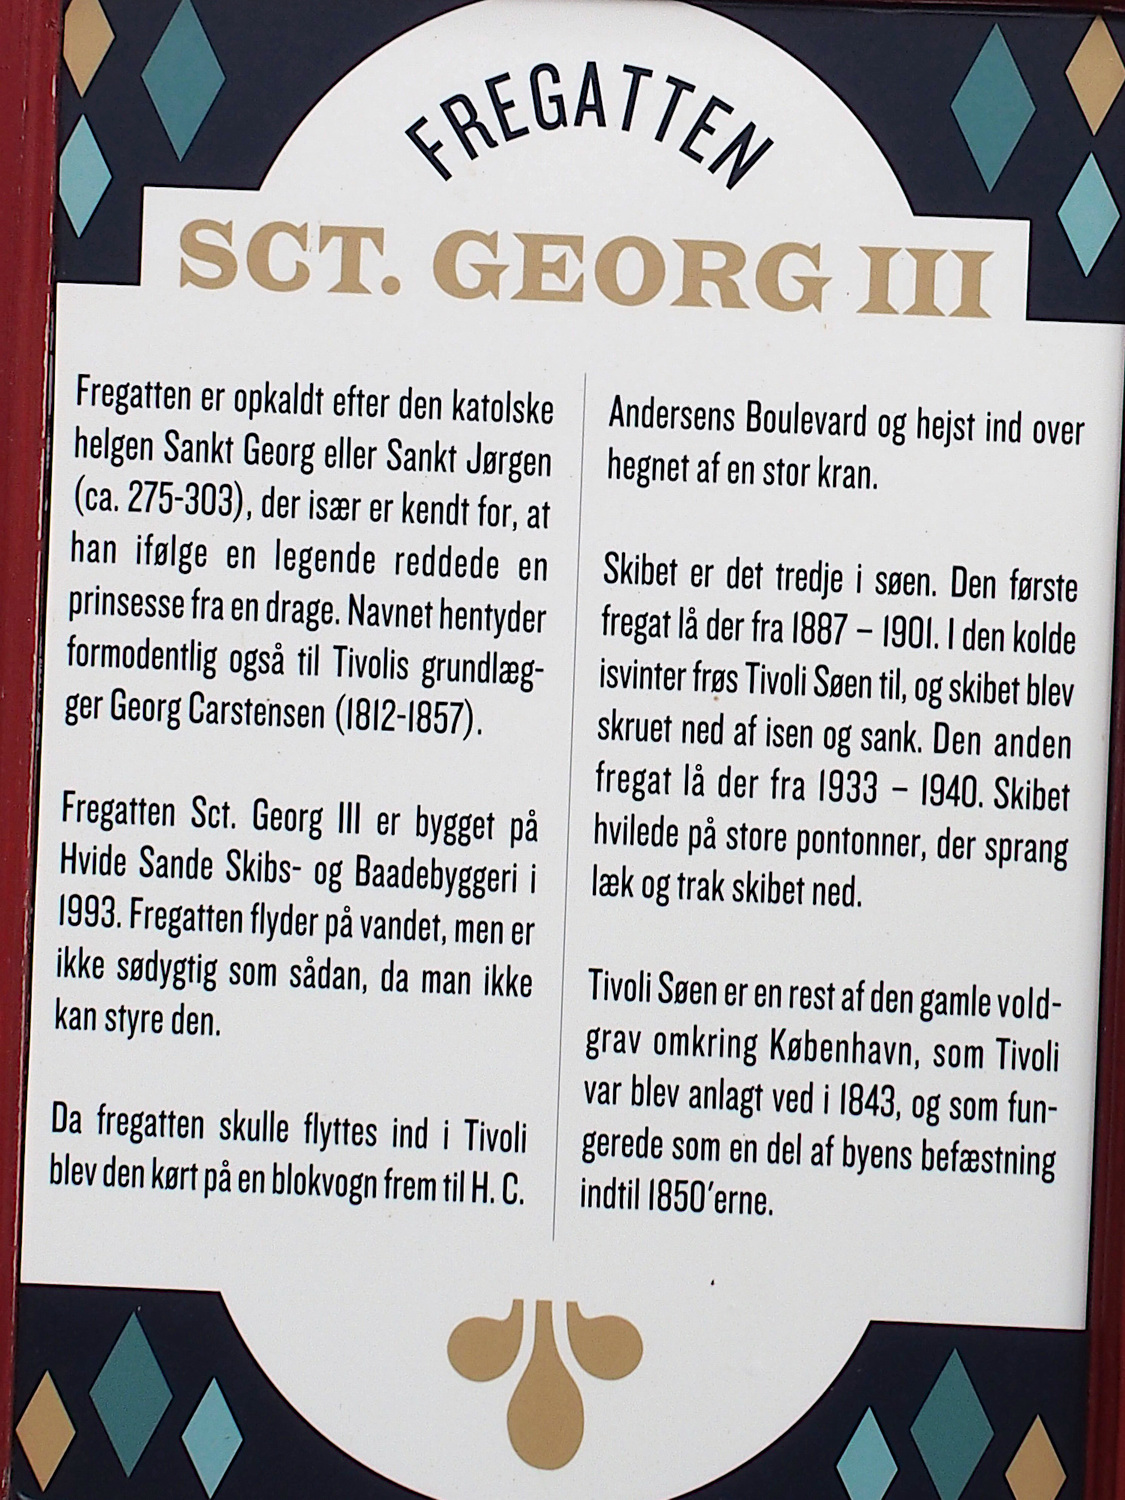 FREGATTEN
SCT. GEORG III
Fregatten er opkaldt efter den katolske
helgen Sankt Georg eller Sankt Jørgen
(ca. 275-303), der især er kendt for, at
han ifølge en legende reddede en
prinsesse fra en drage. Navnet hentyder
formodentlig også til Tivolis grundlæg-
ger Georg Carstensen (1812-1857).
Fregatten Sct. Georg III er bygget på
Hvide Sande Skibs- og Baadebyggeri i
1993. Fregatten flyder på vandet, men er
ikke sødygtig som sådan, da man ikke
kan styre den.
Da fregatten skulle flyttes ind i Tivoli
blev den kørt på en blokvogn frem til H. C.
Andersens Boulevard og hejst ind over
hegnet af en stor kran.
Skibet er det tredje i søen. Den første
fregat lå der fra 1887 – 1901. I den kolde
isvinter frøs Tivoli Søen til, og skibet blev
skruet ned af isen og sank. Den anden
fregat lå der fra 1933 – 1940. Skibet
hvilede på store pontonner, der sprang
læk og trak skibet ned.
Tivoli Søen er en rest af den gamle vold-
grav omkring København, som Tivoli
var blev anlagt ved i 1843, og som fun-
gerede som en del af byens befæstning
indtil 1850'erne.